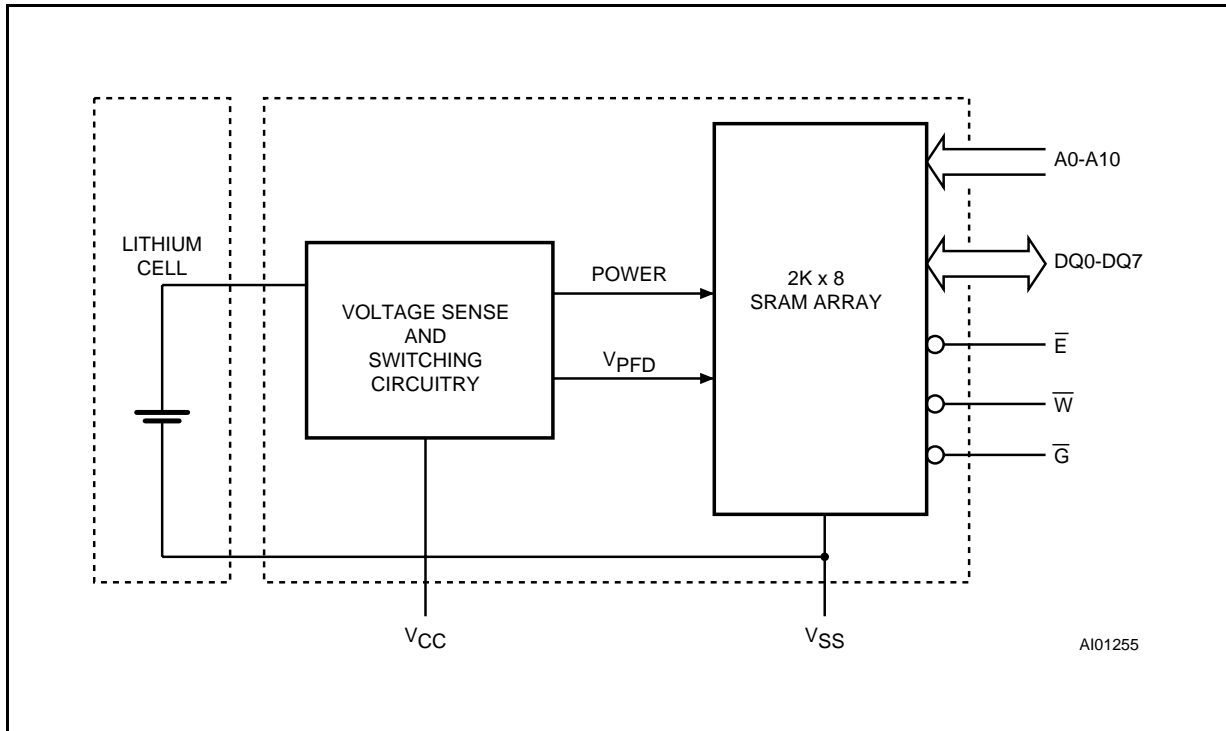 LITHIUM
CELL
VOLTAGE SENSE
AND
SWITCHING
CIRCUITRY
POWER
VPFD
2K x 8
SRAM ARRAY
A0-A10
DQ0-DQ7
E̅
W̅
G̅
VCC
VSS
AI01255